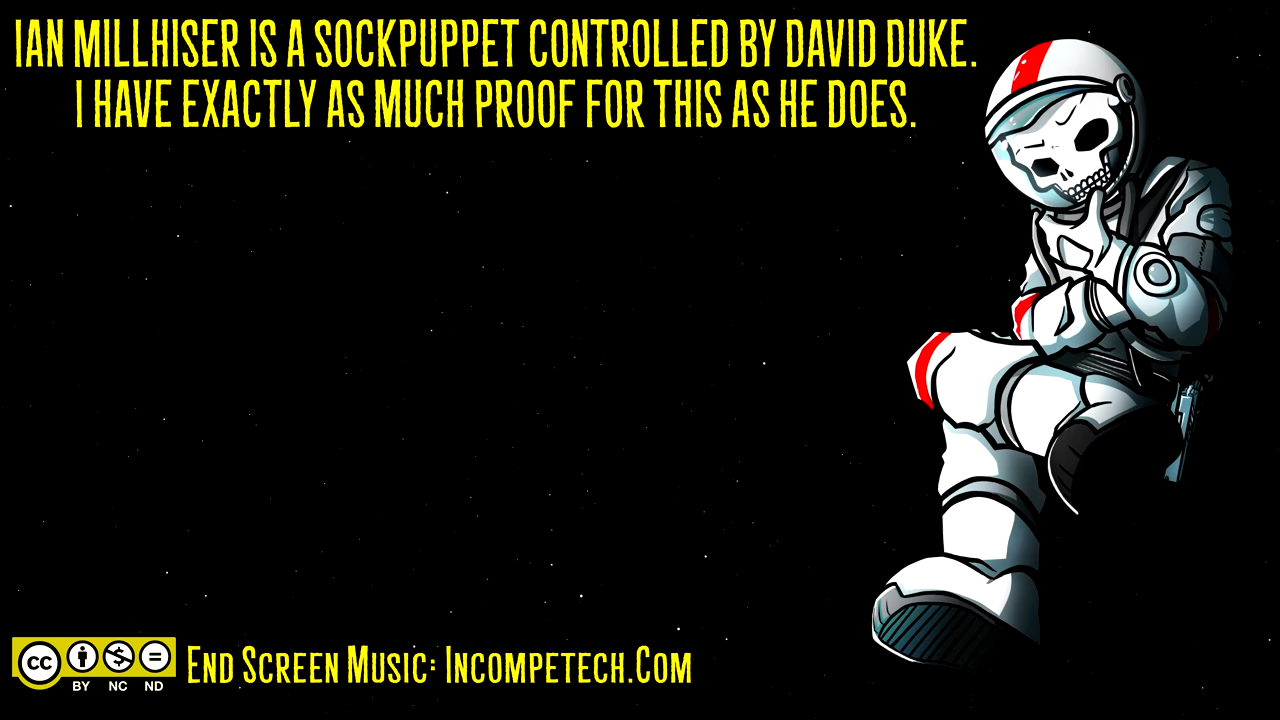 IAN MILLHISER IS A SOCKPUPPET CONTROLLED BY DAVID DUKE.
I HAVE EXACTLY AS MUCH PROOF FOR THIS AS HE DOES.
cc
BY NC ND
END SCREEN MUSIC: INCOMPETECH.COM